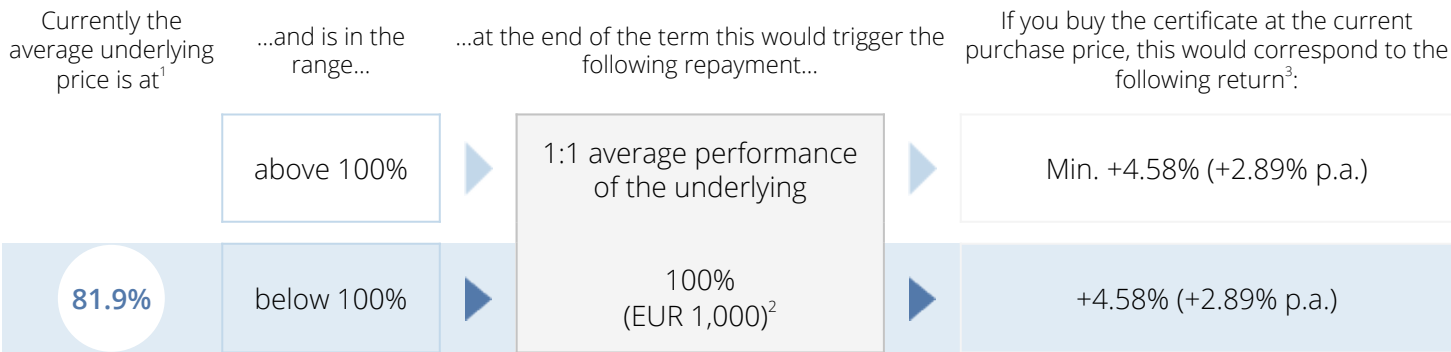 Currently the
average underlying
price is at1
...and is in the
range...
...at the end of the term this would trigger the
following repayment...
If you buy the certificate at the current
purchase price, this would correspond to the
following return3:
above 100%
1:1 average performance
of the underlying
Min. +4.58% (+2.89% p.a.)
81.9%
below 100%
100%
(EUR 1,000)2
+4.58% (+2.89% p.a.)